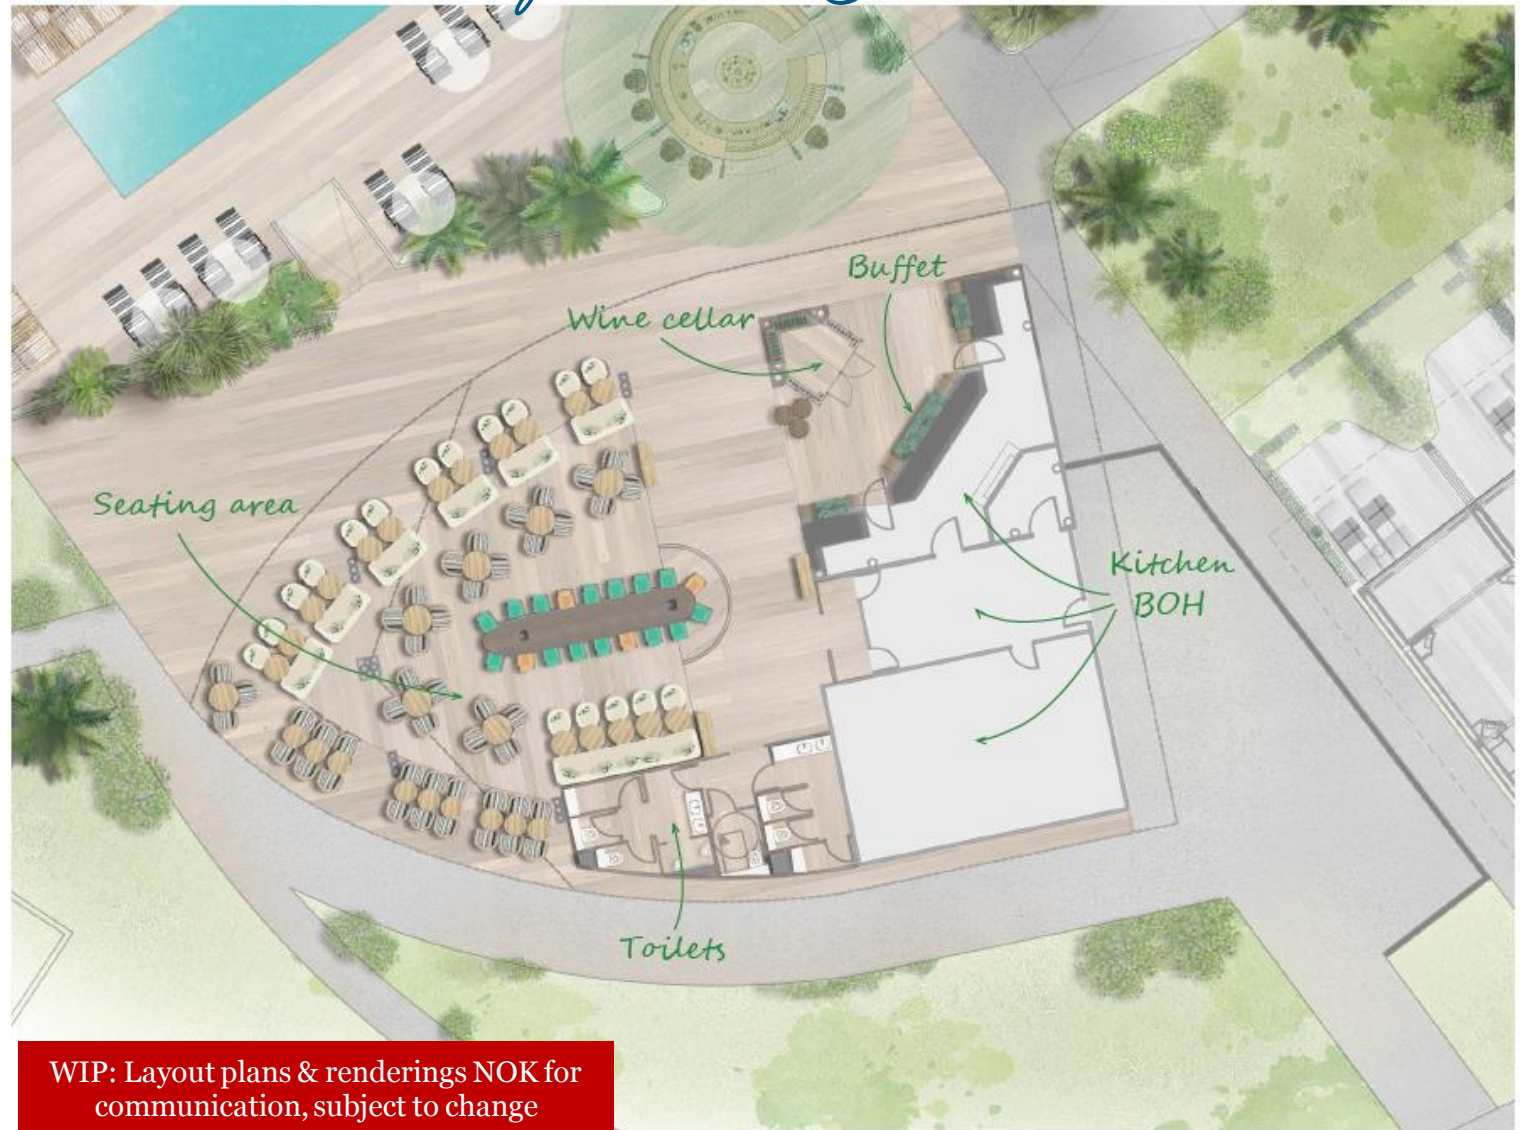 Buffet
Wine cellar
Seating area
Kitchen
BOH
Toilets
WIP: Layout plans & renderings NOK for
communication, subject to change